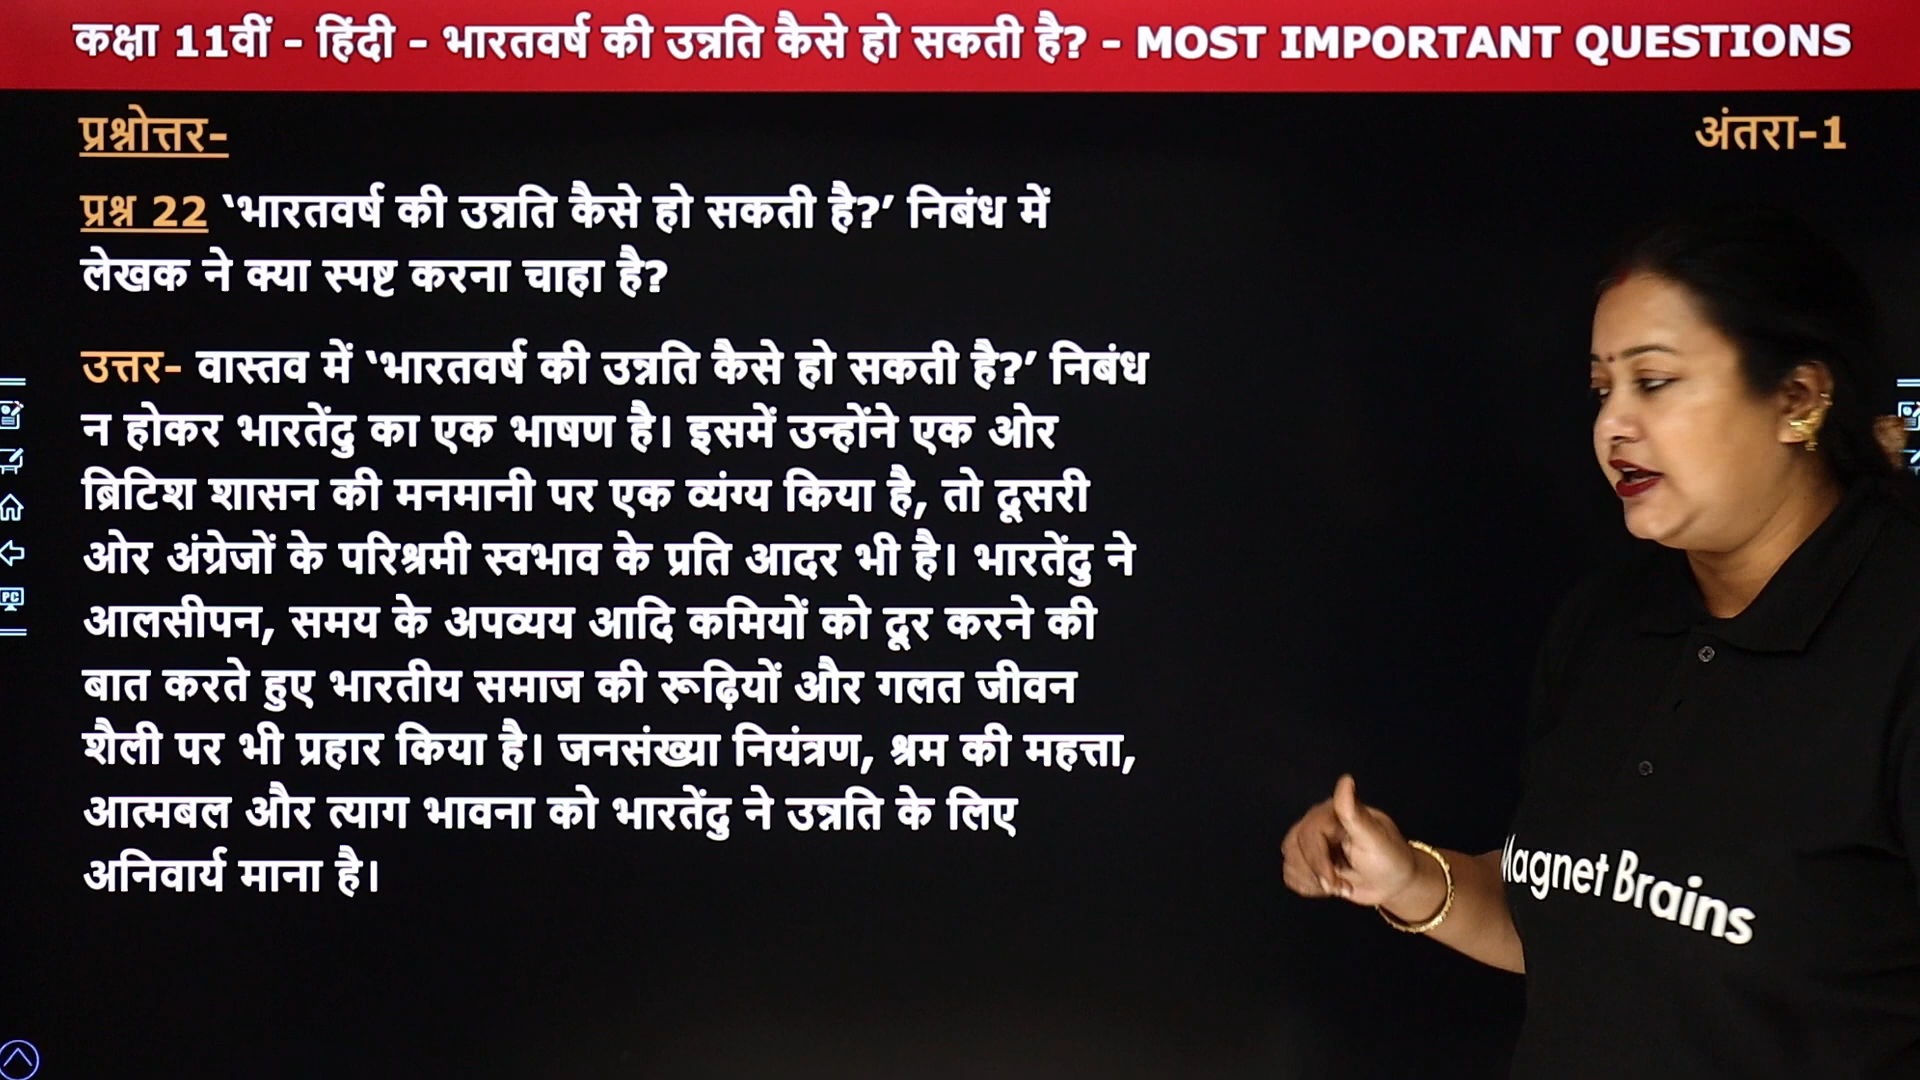 कक्षा 11वीं - हिंदी - भारतवर्ष की उन्नति कैसे हो सकती है? - MOST IMPORTANT QUESTIONS
प्रश्नोत्तर-
अंतरा-1
प्रश्न 22 ‘भारतवर्ष की उन्नति कैसे हो सकती है?’ निबंध में
लेखक ने क्या स्पष्ट करना चाहा है?
उत्तर- वास्तव में ‘भारतवर्ष की उन्नति कैसे हो सकती है?’ निबंध
न होकर भारतेंदु का एक भाषण है। इसमें उन्होंने एक ओर
ब्रिटिश शासन की मनमानी पर एक व्यंग्य किया है, तो दूसरी
ओर अंग्रेजों के परिश्रमी स्वभाव के प्रति आदर भी है। भारतेंदु ने
आलसीपन, समय के अपव्यय आदि कमियों को दूर करने की
बात करते हुए भारतीय समाज की रूढ़ियों और गलत जीवन
शैली पर भी प्रहार किया है। जनसंख्या नियंत्रण, श्रम की महत्ता,
आत्मबल और त्याग भावना को भारतेंदु ने उन्नति के लिए
अनिवार्य माना है।
PC
Magnet Brains